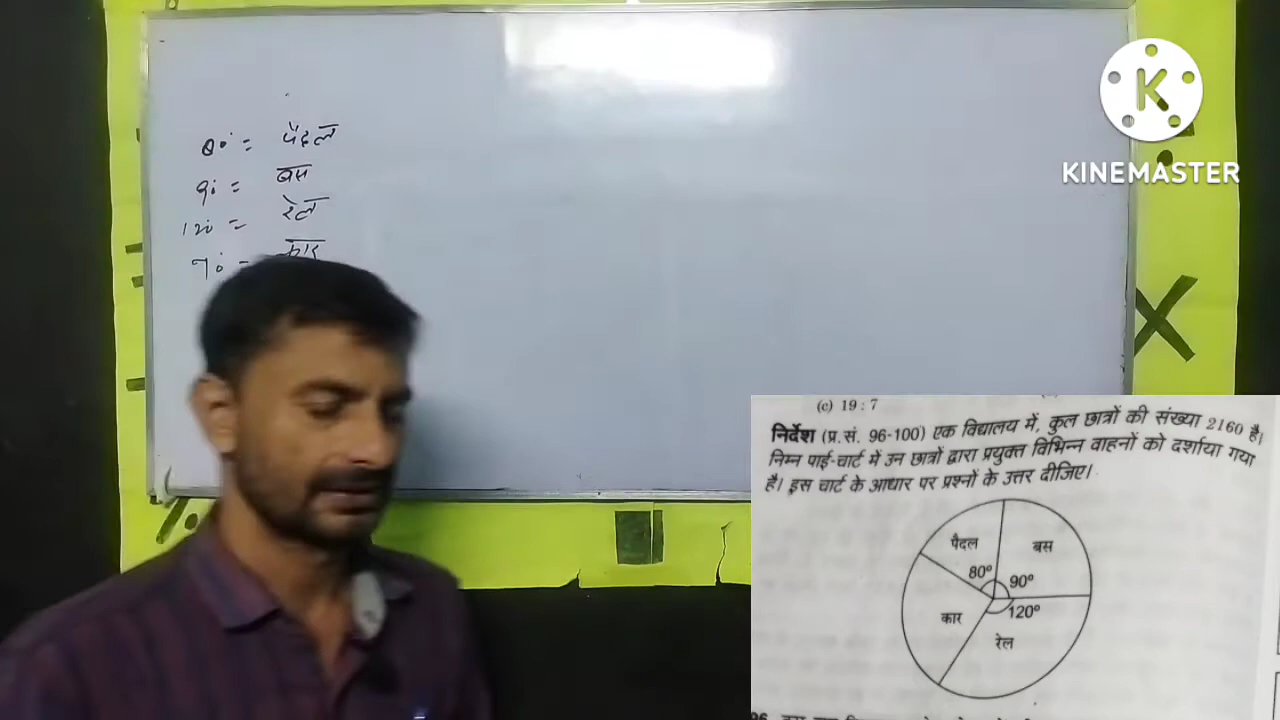 80° = पैदल
90° = बस
120° = रेल
70° = कार
KINEMASTER
(c) 19 : 7
निर्देश (प्र.सं. 96-100) एक विद्यालय में, कुल छात्रों की संख्या 2160 है।
निम्न पाई-चार्ट में उन छात्रों द्वारा प्रयुक्त विभिन्न वाहनों को दर्शाया गया
है। इस चार्ट के आधार पर प्रश्नों के उत्तर दीजिए।
पैदल
बस
80°
90°
कार
120°
रेल